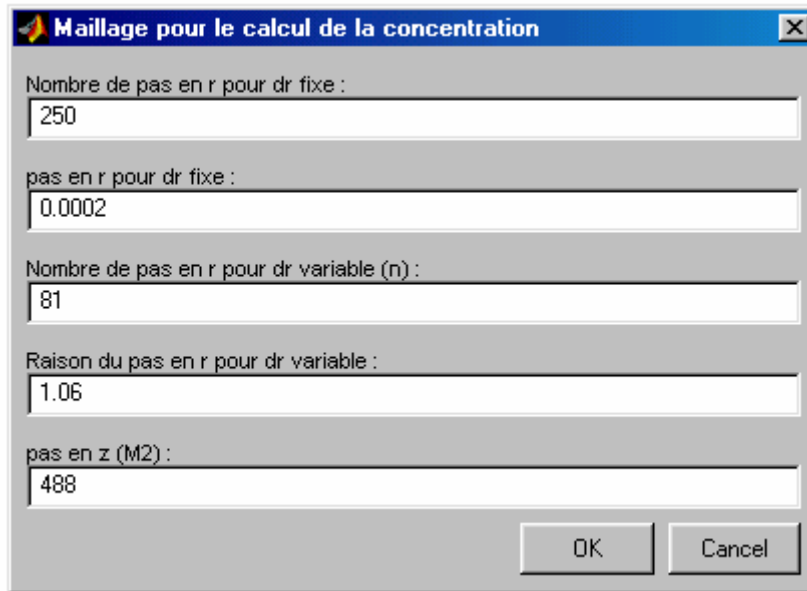 Maillage pour le calcul de la concentration
Nombre de pas en r pour dr fixe :
250
pas en r pour dr fixe :
0.0002
Nombre de pas en r pour dr variable (n) :
81
Raison du pas en r pour dr variable :
1.06
pas en z (M2) :
488
OK Cancel